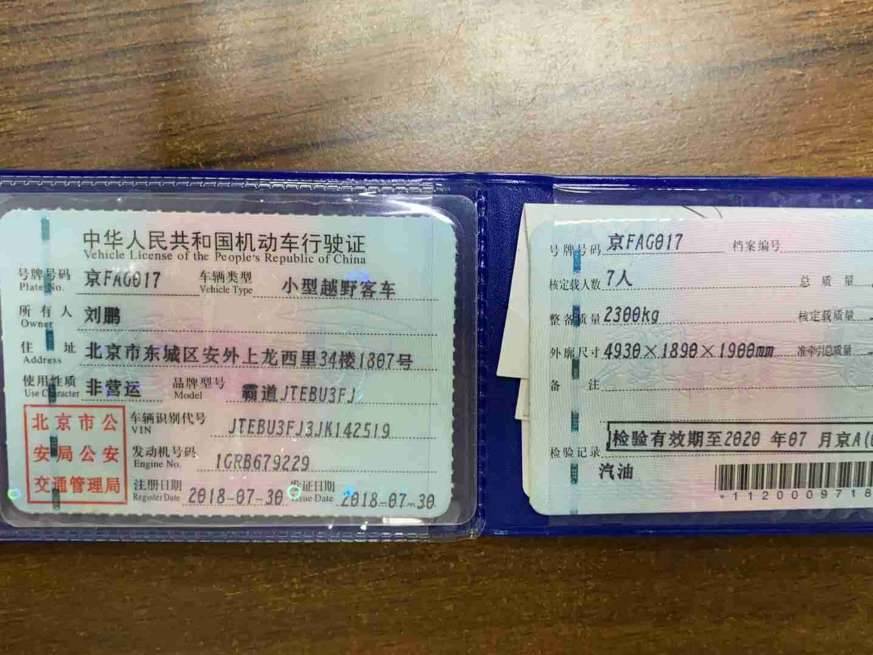 中华人民共和国机动车行驶证
Vehicle License of the People's Republic of China
号牌号码 京FAG017 车辆类型 小型越野客车
Plate No. Vehicle Type
所有人 刘鹏
Owner
住址 北京市东城区安外上龙西里34楼1807号
Address
使用性质 非营运 品牌型号 霸道JTEBU3FJ
Use Character Model
北京市公
安局公安
交通管理局
车辆识别代号 JTEBU3FJ3JK142519
VIN
发动机号码 1GRB679229
Engine No.
注册日期 2018-07-30 发证日期 2018-07-30
Register Date Issue Date
号牌号码 京FAG017 档案编号
核定载人数 7人 总质量
整备质量 2300kg 核定载质量
外廓尺寸 4930×1890×1900mm 准牵引总质量
备注
检验记录 检验有效期至2020年07月京A(
汽油
*1120009718